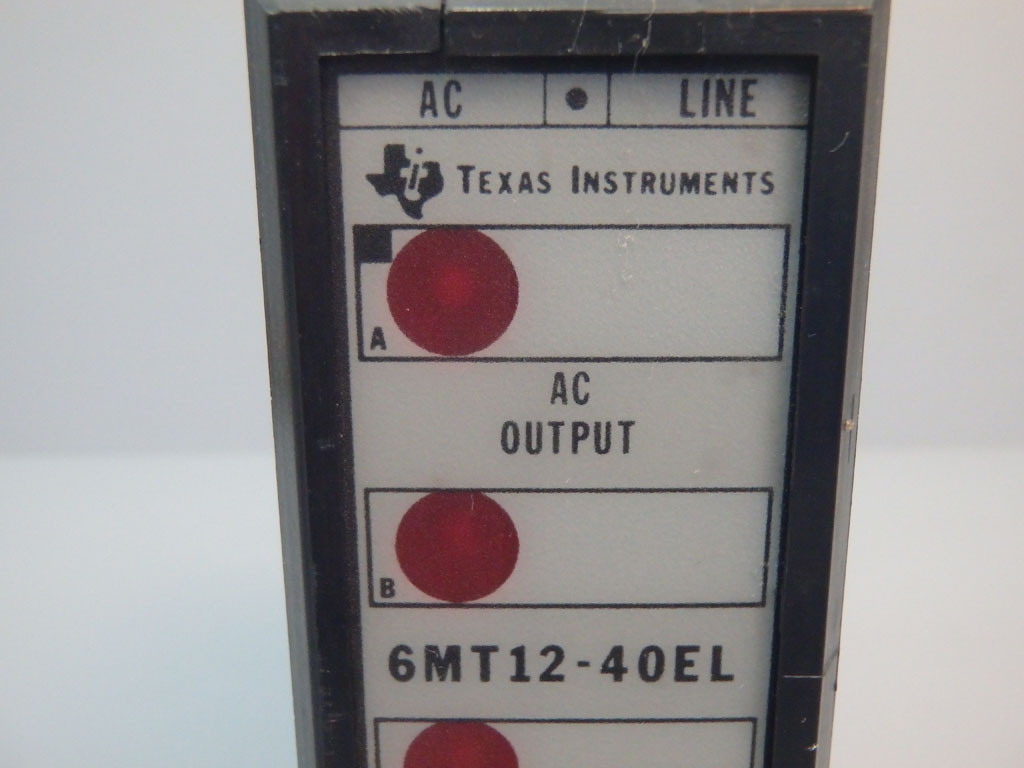 AC • LINE
TEXAS INSTRUMENTS
A
AC
OUTPUT
B
6MT12-40EL